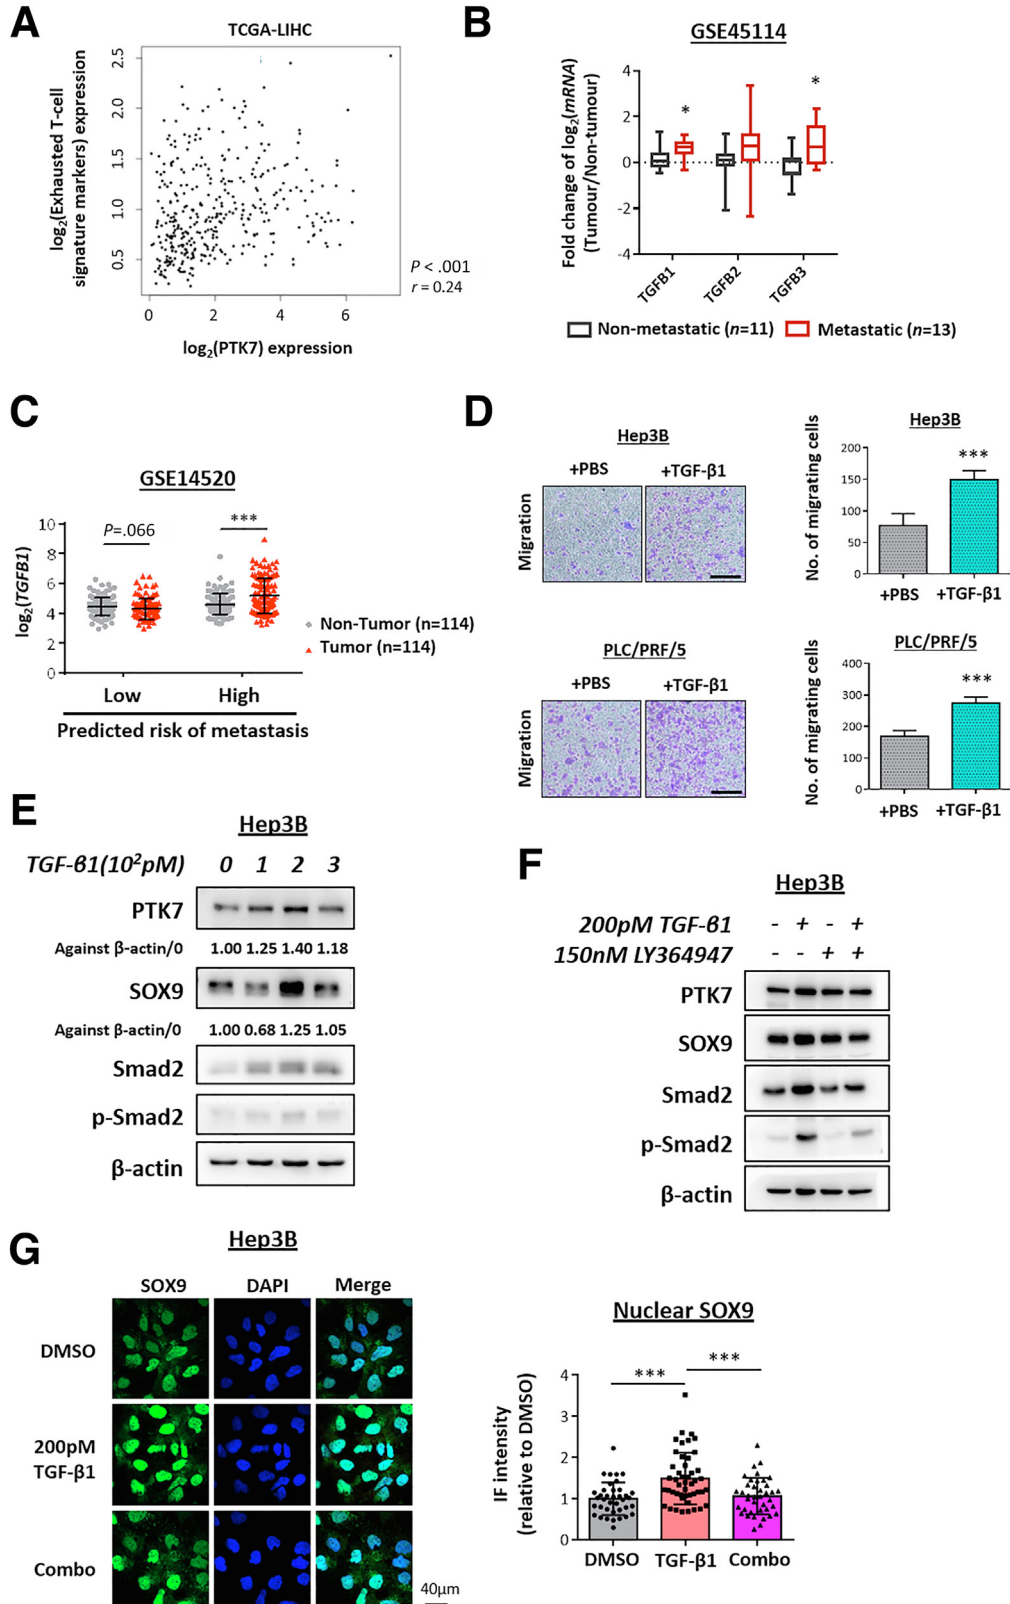 A
TCGA-LIHC
log2(Exhausted T-cell
signature markers) expression
2.5
2.0
1.5
1.0
0.5
0 2 4 6
log2(PTK7) expression
P < .001
r = 0.24
B
GSE45114
Fold change of log2(mRNA)
(Tumour/Non-tumour)
4
2
0
-2
-4
* *
TGFB1 TGFB2 TGFB3
Non-metastatic (n=11) Metastatic (n=13)
C
GSE14520
log2(TGFB1)
10
8
6
4
2
0
P=.066 ***
Non-Tumor (n=114)
Tumor (n=114)
Low High
Predicted risk of metastasis
D
Hep3B
+PBS +TGF-β1
Migration
Hep3B
No. of migrating cells
200
150
100
50
0
***
+PBS +TGF-β1
PLC/PRF/5
+PBS +TGF-β1
Migration
PLC/PRF/5
No. of migrating cells
400
300
200
100
0
***
+PBS +TGF-β1
E
Hep3B
TGF-β1(10²pM) 0 1 2 3
PTK7
Against β-actin/0 1.00 1.25 1.40 1.18
SOX9
Against β-actin/0 1.00 0.68 1.25 1.05
Smad2
p-Smad2
β-actin
F
Hep3B
200pM TGF-β1 - + - +
150nM LY364947 - - + +
PTK7
SOX9
Smad2
p-Smad2
β-actin
G
Hep3B
SOX9 DAPI Merge
DMSO
200pM
TGF-β1
Combo
40μm
Nuclear SOX9
IF intensity
(relative to DMSO)
4
3
2
1
0
*** ***
DMSO TGF-β1 Combo